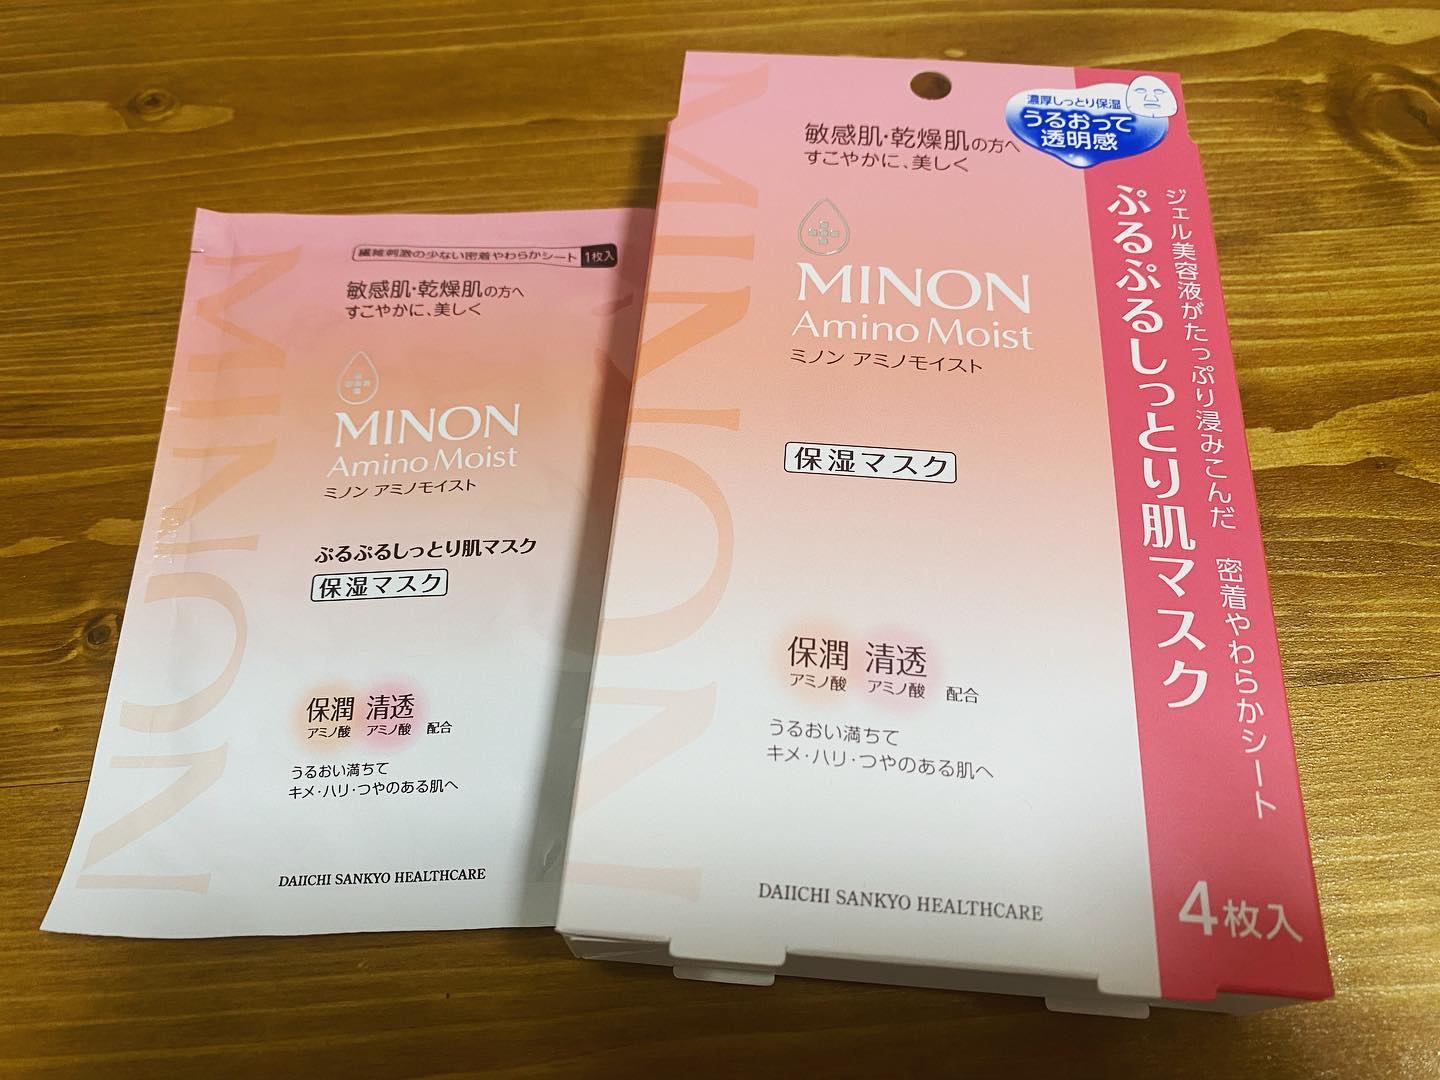 MINON
繊維刺激の少ない密着やわらかシート 1枚入
敏感肌・乾燥肌の方へ
すこやかに、美しく
MINON
Amino Moist
ミノン アミノモイスト
ぷるぷるしっとり肌マスク
保湿マスク
保潤 清透
アミノ酸 アミノ酸 配合
うるおい満ちて
キメ・ハリ・つやのある肌へ
DAIICHI SANKYO HEALTHCARE
MINON
敏感肌・乾燥肌の方へ
すこやかに、美しく
MINON
Amino Moist
ミノン アミノモイスト
保湿マスク
保潤 清透
アミノ酸 アミノ酸 配合
うるおい満ちて
キメ・ハリ・つやのある肌へ
DAIICHI SANKYO HEALTHCARE
濃厚しっとり保湿
うるおって
透明感
ジェル美容液がたっぷり浸みこんだ 密着やわらかシート
ぷるぷるしっとり肌マスク
4枚入